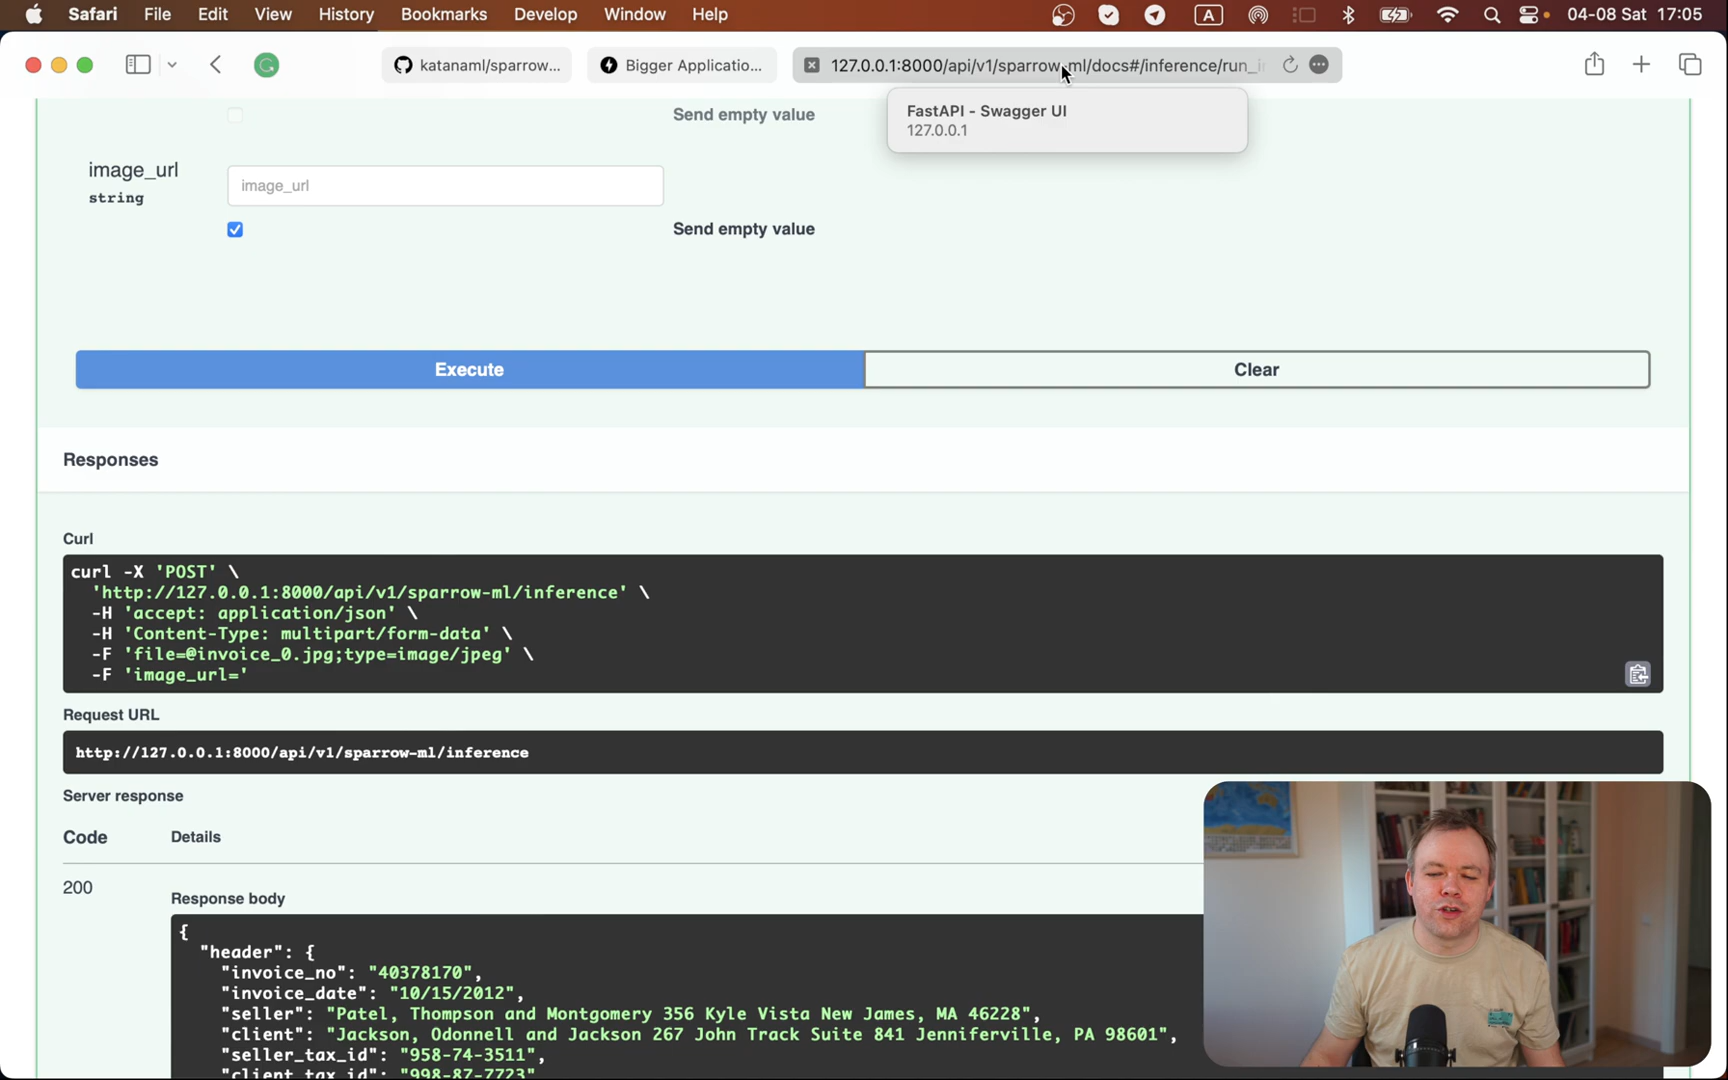 Safari File Edit View History Bookmarks Develop Window Help A 04-08 Sat 17:05
katanaml/sparrow... Bigger Applicatio... 127.0.0.1:8000/api/v1/sparrow-ml/docs#/inference/run_i
FastAPI - Swagger UI
127.0.0.1
Send empty value
image_url
string
image_url
Send empty value
Execute Clear
Responses
Curl
curl -X 'POST' \
'http://127.0.0.1:8000/api/v1/sparrow-ml/inference' \
-H 'accept: application/json' \
-H 'Content-Type: multipart/form-data' \
-F 'file=@invoice_0.jpg;type=image/jpeg' \
-F 'image_url='
Request URL
http://127.0.0.1:8000/api/v1/sparrow-ml/inference
Server response
Code Details
200
Response body
{
"header": {
"invoice_no": "40378170",
"invoice_date": "10/15/2012",
"seller": "Patel, Thompson and Montgomery 356 Kyle Vista New James, MA 46228",
"client": "Jackson, Odonnell and Jackson 267 John Track Suite 841 Jenniferville, PA 98601",
"seller_tax_id": "958-74-3511",
"client_tax_id": "998-87-7723"